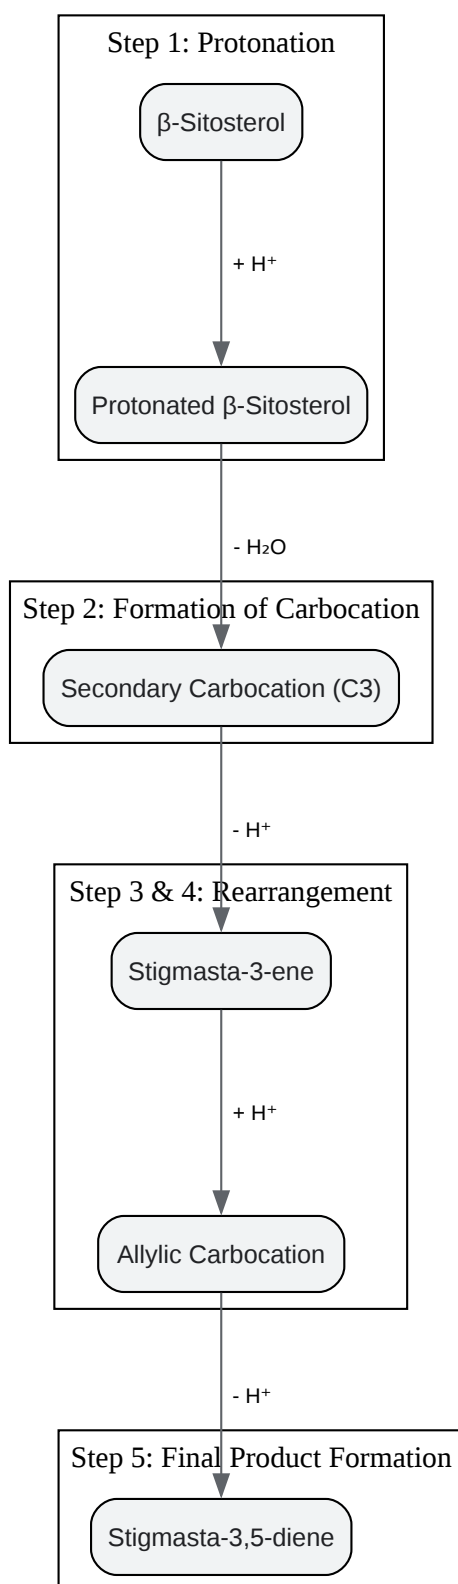 Step 1: Protonation
β-Sitosterol
+ H⁺
Protonated β-Sitosterol
- H₂O
Step 2: Formation of Carbocation
Secondary Carbocation (C3)
- H⁺
Step 3 & 4: Rearrangement
Stigmasta-3-ene
+ H⁺
Allylic Carbocation
- H⁺
Step 5: Final Product Formation
Stigmasta-3,5-diene